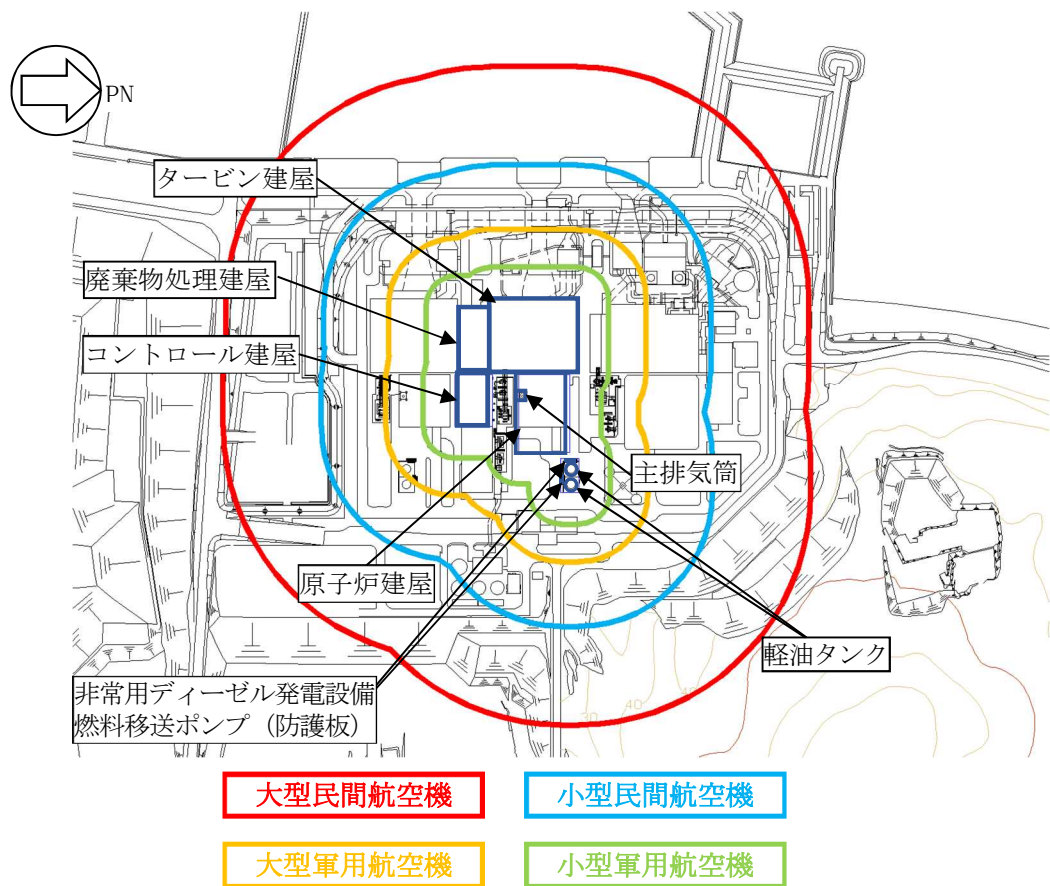 PN
タービン建屋
廃棄物処理建屋
コントロール建屋
主排気筒
原子炉建屋
軽油タンク
非常用ディーゼル発電設備
燃料移送ポンプ（防護板）
30
40
大型民間航空機
小型民間航空機
大型軍用航空機
小型軍用航空機